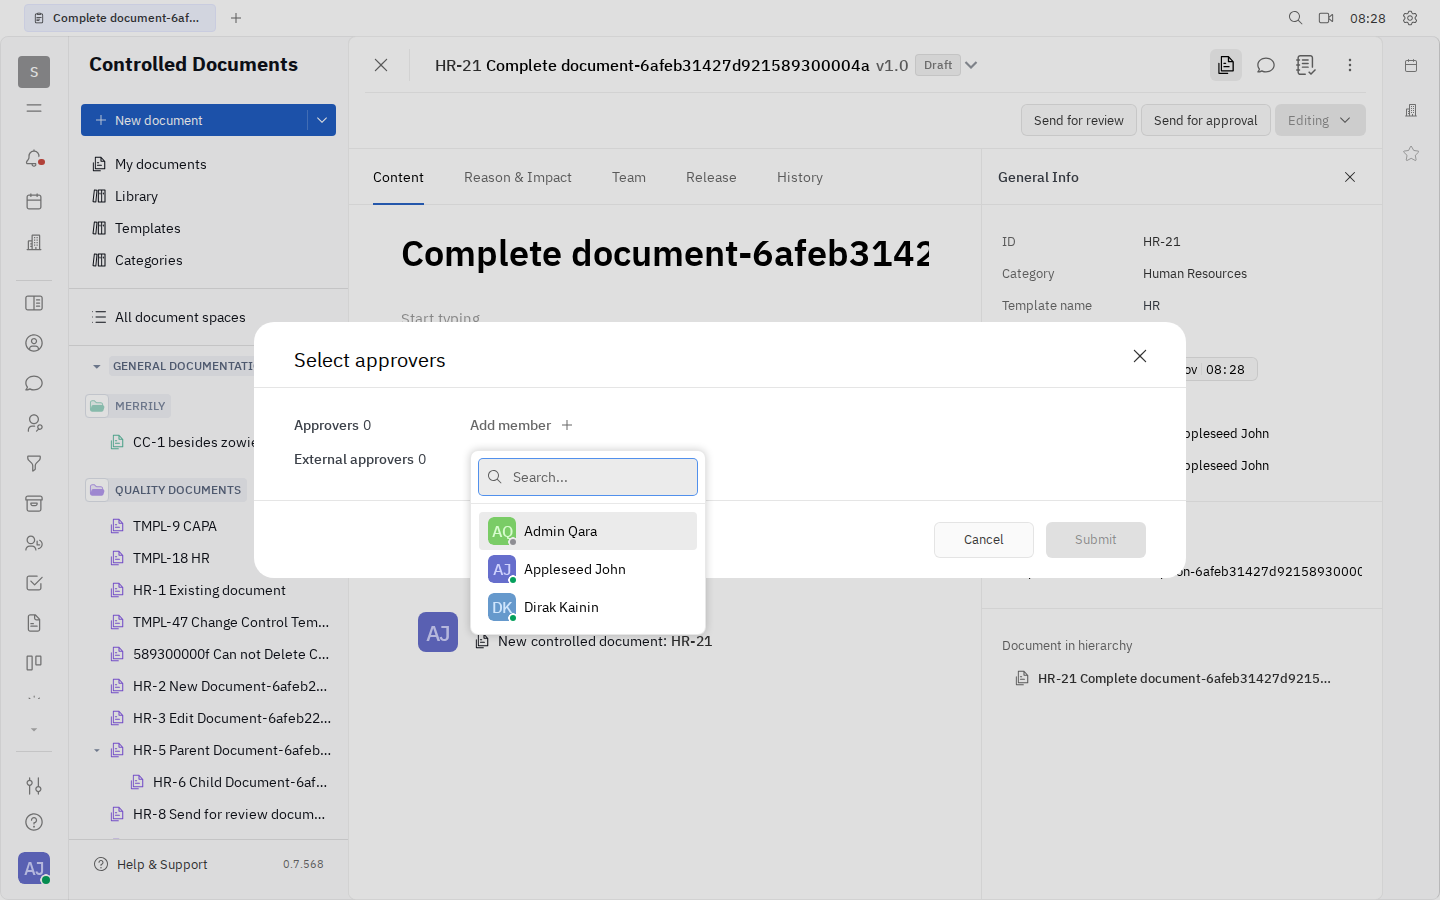 Complete document-6af...
08:28
S
Controlled Documents
New document
My documents
Library
Templates
Categories
All document spaces
GENERAL DOCUMENTATI
MERRILY
CC-1 besides zowie
QUALITY DOCUMENTS
TMPL-9 CAPA
TMPL-18 HR
HR-1 Existing document
TMPL-47 Change Control Tem...
589300000f Can not Delete C...
HR-2 New Document-6afeb2...
HR-3 Edit Document-6afeb22...
HR-5 Parent Document-6afeb...
HR-6 Child Document-6af...
HR-8 Send for review docum...
Help & Support
0.7.568
AJ
HR-21 Complete document-6afeb31427d921589300004a v1.0 Draft
Send for review
Send for approval
Editing
Content
Reason & Impact
Team
Release
History
Complete document-6afeb3142
Start typing
General Info
ID
HR-21
Category
Human Resources
Template name
HR
ov 08:28
ppleseed John
ppleseed John
on-6afeb31427d92158930000
Document in hierarchy
HR-21 Complete document-6afeb31427d9215...
Select approvers
Approvers 0
Add member
External approvers 0
Search...
AQ Admin Qara
AJ Appleseed John
DK Dirak Kainin
Cancel
Submit
AJ
New controlled document: HR-21